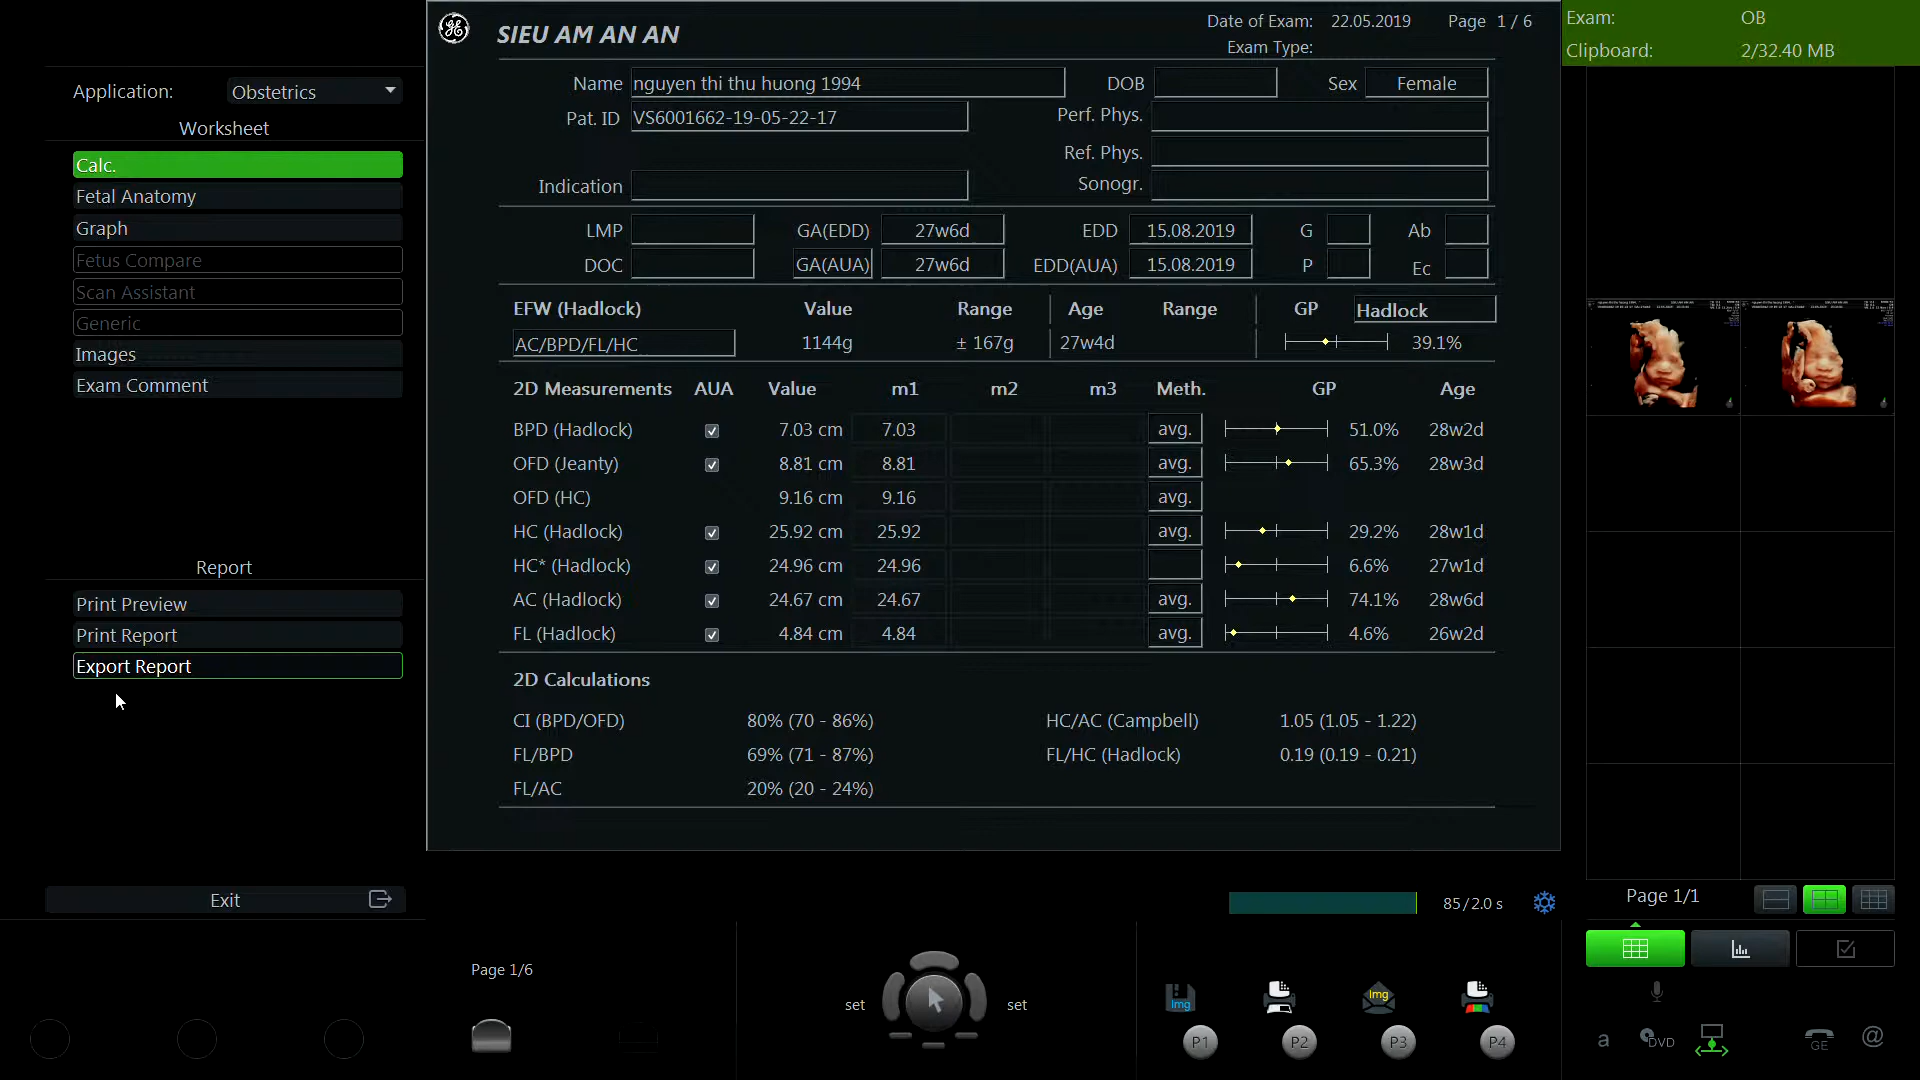 SIEU AM AN AN
Date of Exam: 22.05.2019 Page 1 / 6
Exam Type:
Exam: OB
Clipboard: 2/32.40 MB
Application: Obstetrics
Worksheet
Calc.
Fetal Anatomy
Graph
Fetus Compare
Scan Assistant
Generic
Images
Exam Comment
Report
Print Preview
Print Report
Export Report
Exit
Name nguyen thi thu huong 1994 DOB Sex Female
Pat. ID VS6001662-19-05-22-17 Perf. Phys.
Ref. Phys.
Indication Sonogr.
LMP GA(EDD) 27w6d EDD 15.08.2019 G Ab
DOC GA(AUA) 27w6d EDD(AUA) 15.08.2019 P Ec
EFW (Hadlock) Value Range Age Range GP Hadlock
AC/BPD/FL/HC 1144g ± 167g 27w4d 39.1%
2D Measurements AUA Value m1 m2 m3 Meth. GP Age
BPD (Hadlock) 7.03 cm 7.03 avg. 51.0% 28w2d
OFD (Jeanty) 8.81 cm 8.81 avg. 65.3% 28w3d
OFD (HC) 9.16 cm 9.16 avg.
HC (Hadlock) 25.92 cm 25.92 avg. 29.2% 28w1d
HC* (Hadlock) 24.96 cm 24.96 6.6% 27w1d
AC (Hadlock) 24.67 cm 24.67 avg. 74.1% 28w6d
FL (Hadlock) 4.84 cm 4.84 avg. 4.6% 26w2d
2D Calculations
CI (BPD/OFD) 80% (70 - 86%) HC/AC (Campbell) 1.05 (1.05 - 1.22)
FL/BPD 69% (71 - 87%) FL/HC (Hadlock) 0.19 (0.19 - 0.21)
FL/AC 20% (20 - 24%)
85/2.0 s
Page 1/1
Page 1/6
set set
Img Img
P1 P2 P3 P4
a DVD GE @